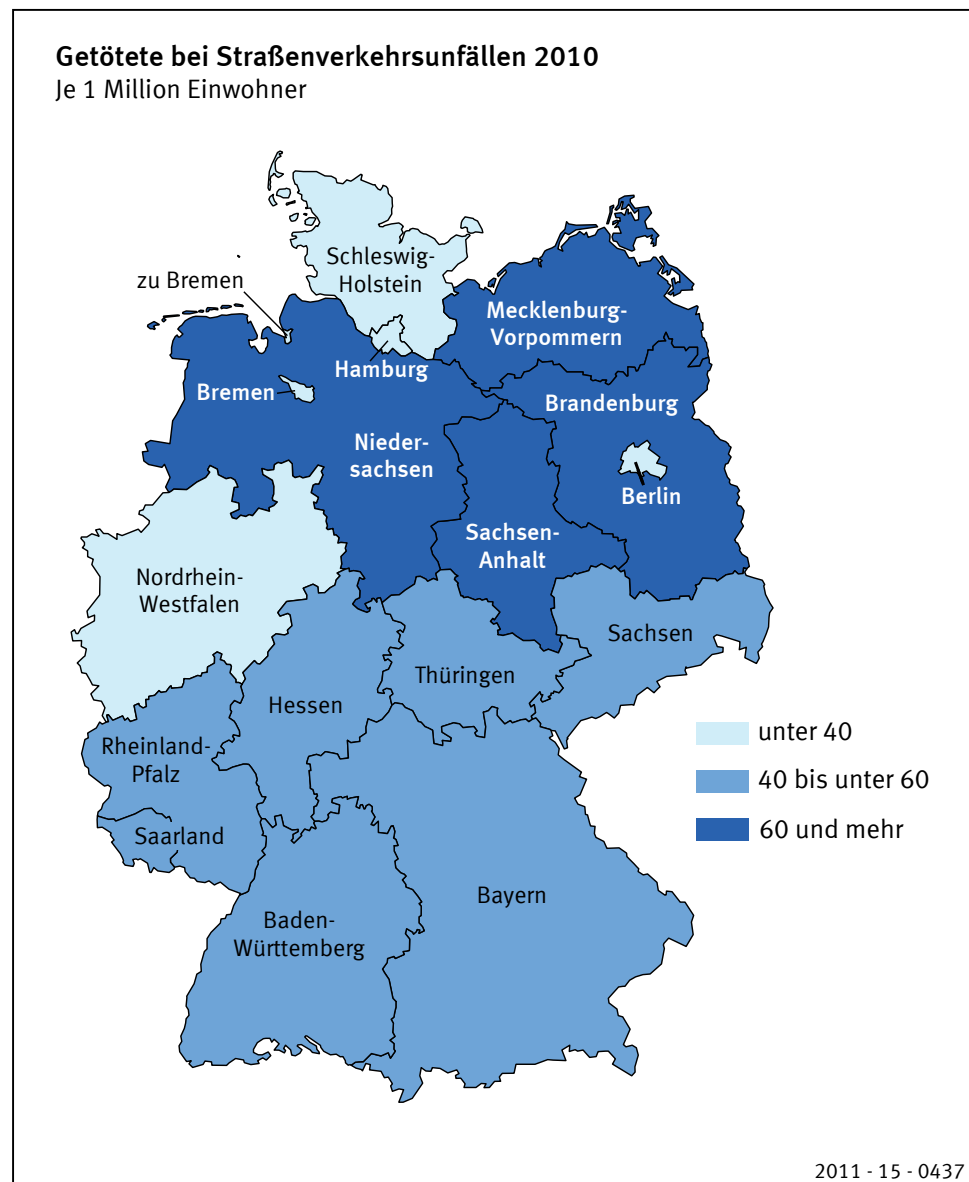 Getötete bei Straßenverkehrsunfällen 2010
Je 1 Million Einwohner
Schleswig-
Holstein
zu Bremen
Mecklenburg-
Vorpommern
Hamburg
Bremen
Brandenburg
Nieder-
sachsen
Berlin
Sachsen-
Anhalt
Nordrhein-
Westfalen
Sachsen
Thüringen
Hessen
Rheinland-
Pfalz
Saarland
Baden-
Württemberg
Bayern
unter 40
40 bis unter 60
60 und mehr
2011 - 15 - 0437